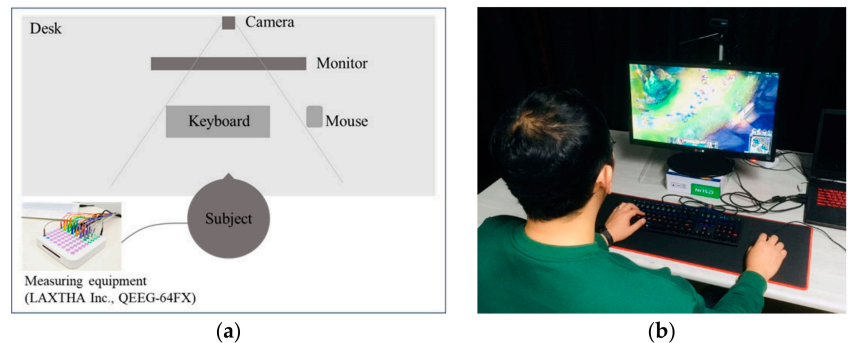 Desk
Camera
Monitor
Keyboard
Mouse
Subject
Measuring equipment
(LAXTHA Inc., QEEG-64FX)
(a)
(b)